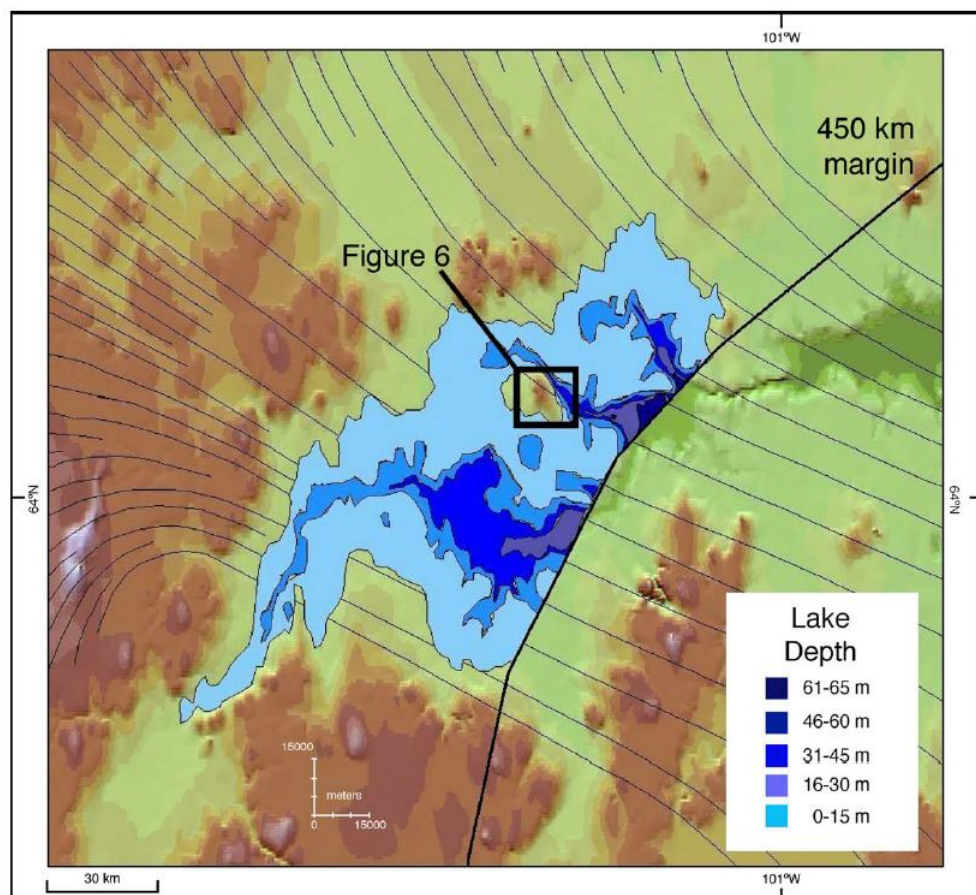 101°W
450 km
margin
Figure 6
64°N
64°N
Lake
Depth
61-65 m
46-60 m
31-45 m
16-30 m
0-15 m
15000
meters
0
15000
30 km
101°W